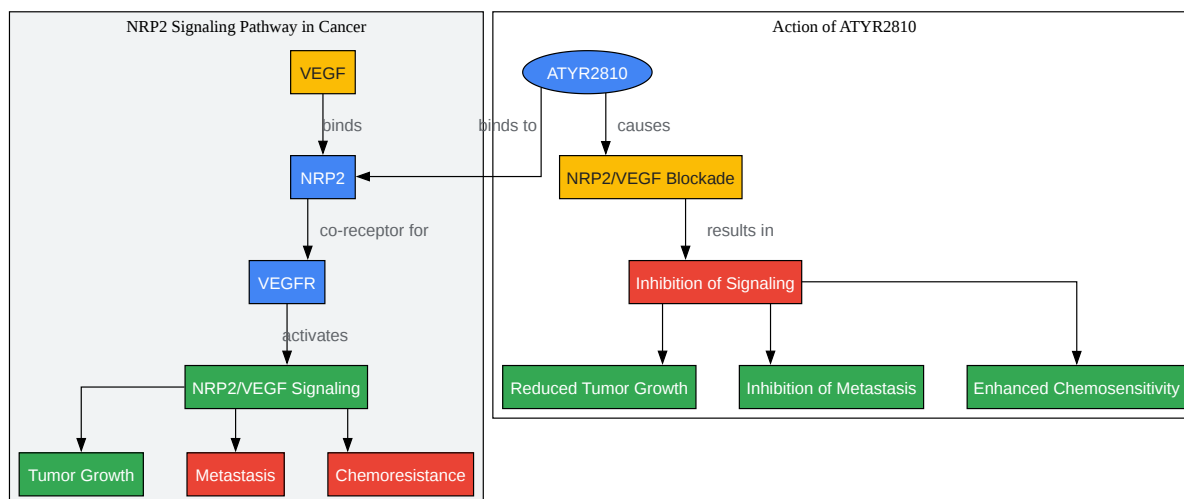 NRP2 Signaling Pathway in Cancer
VEGF
binds
NRP2
co-receptor for
VEGFR
activates
NRP2/VEGF Signaling
Tumor Growth
Metastasis
Chemoresistance
Action of ATYR2810
ATYR2810
binds to
causes
NRP2/VEGF Blockade
results in
Inhibition of Signaling
Reduced Tumor Growth
Inhibition of Metastasis
Enhanced Chemosensitivity